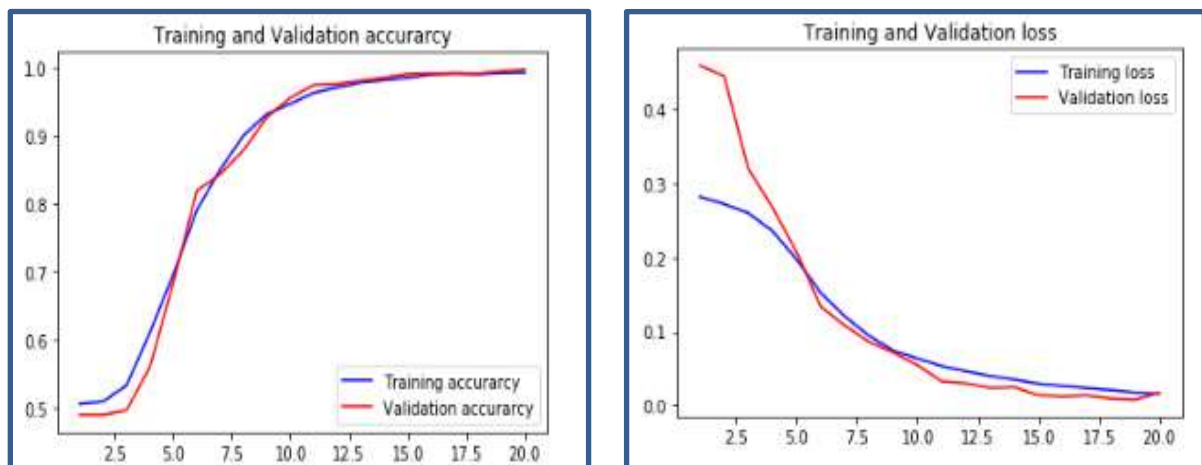 Training and Validation accurarcy
1.0
0.9
0.8
0.7
0.6
0.5
Training accurarcy
Validation accurarcy
2.5 5.0 7.5 10.0 12.5 15.0 17.5 20.0
Training and Validation loss
Training loss
Validation loss
0.4
0.3
0.2
0.1
0.0
2.5 5.0 7.5 10.0 12.5 15.0 17.5 20.0